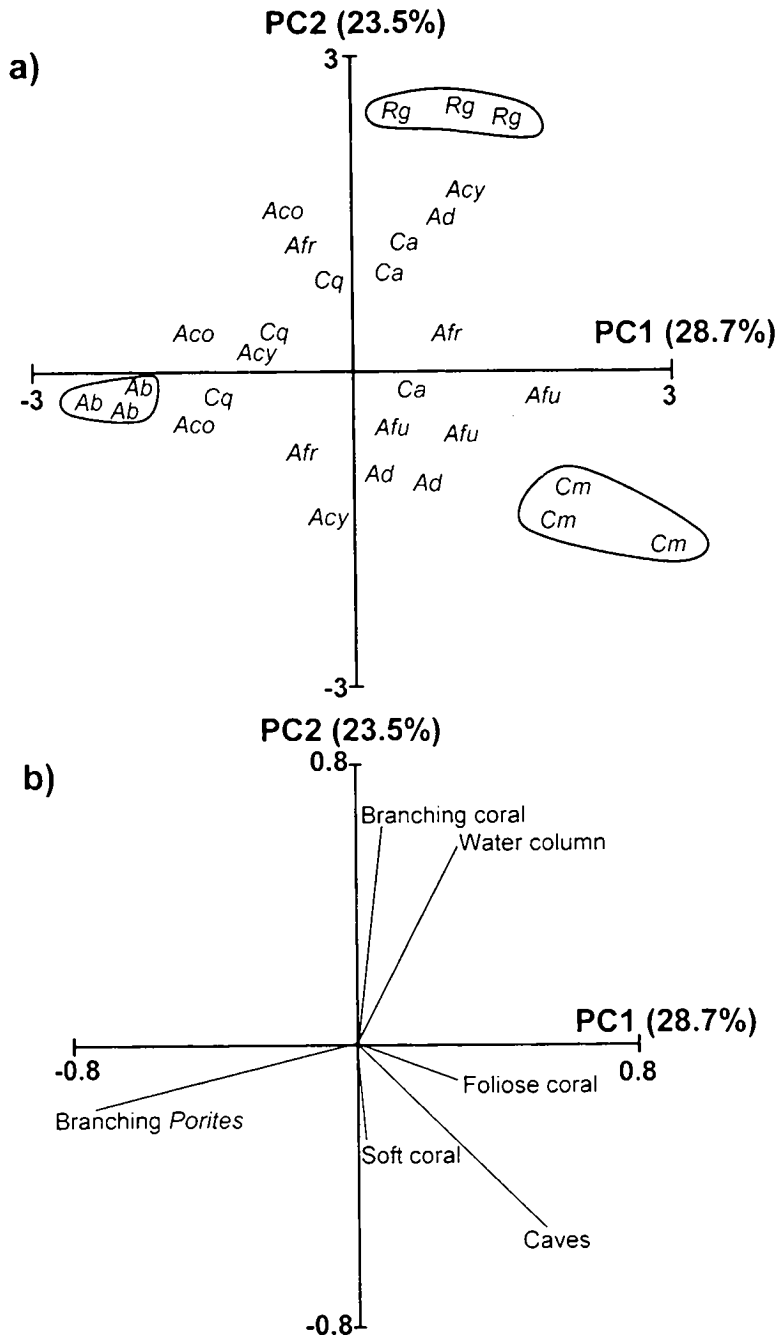 PC2 (23.5%)
a)
3
Rg Rg Rg
Acy
Aco Ad
Afr Ca
Cq Ca
Aco Cq Afr PC1 (28.7%)
Acy
-3 3
Ab Ca
Ab Ab Cq Afu
Aco Afu Afu
Afr
Ad Ad Cm
Acy Cm
Cm
-3
PC2 (23.5%)
b)
0.8
Branching coral
Water column
PC1 (28.7%)
-0.8 0.8
Foliose coral
Branching Porites
Soft coral
Caves
-0.8